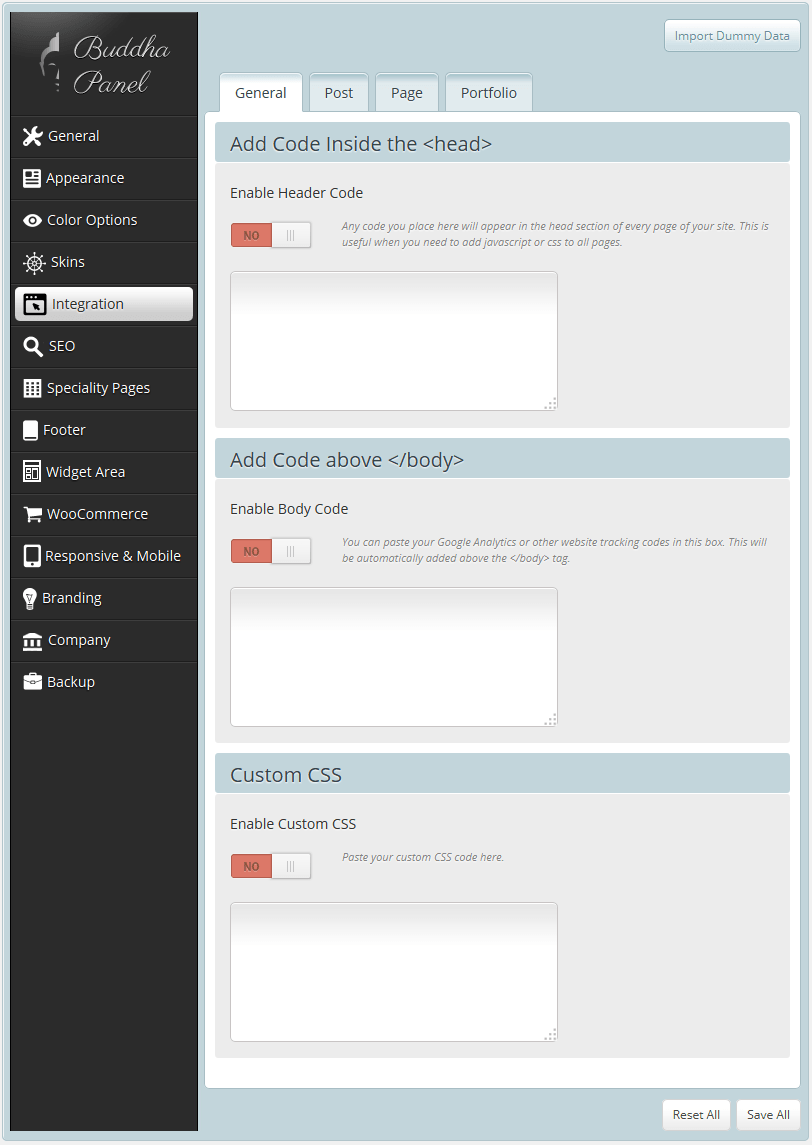 Buddha
Panel
Import Dummy Data
General
Appearance
Color Options
Skins
Integration
SEO
Speciality Pages
Footer
Widget Area
WooCommerce
Responsive & Mobile
Branding
Company
Backup
General Post Page Portfolio
Add Code Inside the <head>
Enable Header Code
NO
Any code you place here will appear in the head section of every page of your site. This is
useful when you need to add javascript or css to all pages.
Add Code above </body>
Enable Body Code
NO
You can paste your Google Analytics or other website tracking codes in this box. This will
be automatically added above the </body> tag.
Custom CSS
Enable Custom CSS
NO
Paste your custom CSS code here.
Reset All Save All